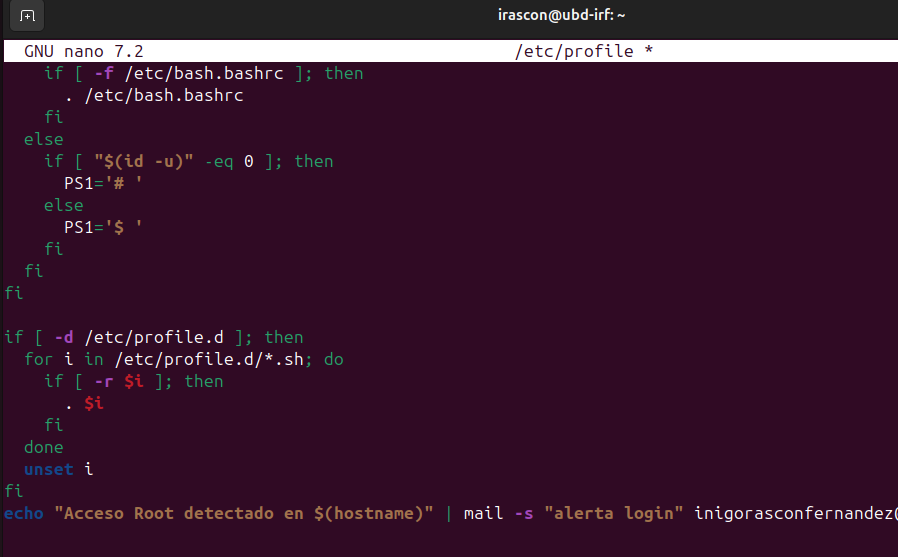 irascon@ubd-irf: ~
GNU nano 7.2 /etc/profile *
    if [ -f /etc/bash.bashrc ]; then
      . /etc/bash.bashrc
    fi
  else
    if [ "$(id -u)" -eq 0 ]; then
      PS1='# '
    else
      PS1='$ '
    fi
  fi
fi

if [ -d /etc/profile.d ]; then
  for i in /etc/profile.d/*.sh; do
    if [ -r $i ]; then
      . $i
    fi
  done
  unset i
fi
echo "Acceso Root detectado en $(hostname)" | mail -s "alerta login" inigorasconfernandez